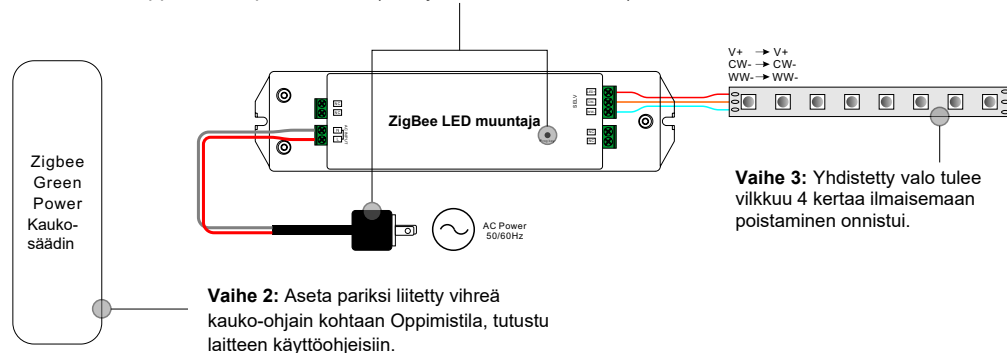 V+ → V+
CW- → CW-
WW- → WW-
SELV
ZigBee LED muuntaja
Zigbee
Green
Power
Kauko-
säädin
AC Power
50/60Hz
Vaihe 3: Yhdistetty valo tulee
vilkkuu 4 kertaa ilmaisemaan
poistaminen onnistui.
Vaihe 2: Aseta pariksi liitetty vihreä
kauko-ohjain kohtaan Oppimistila, tutustu
laitteen käyttöohjeisiin.